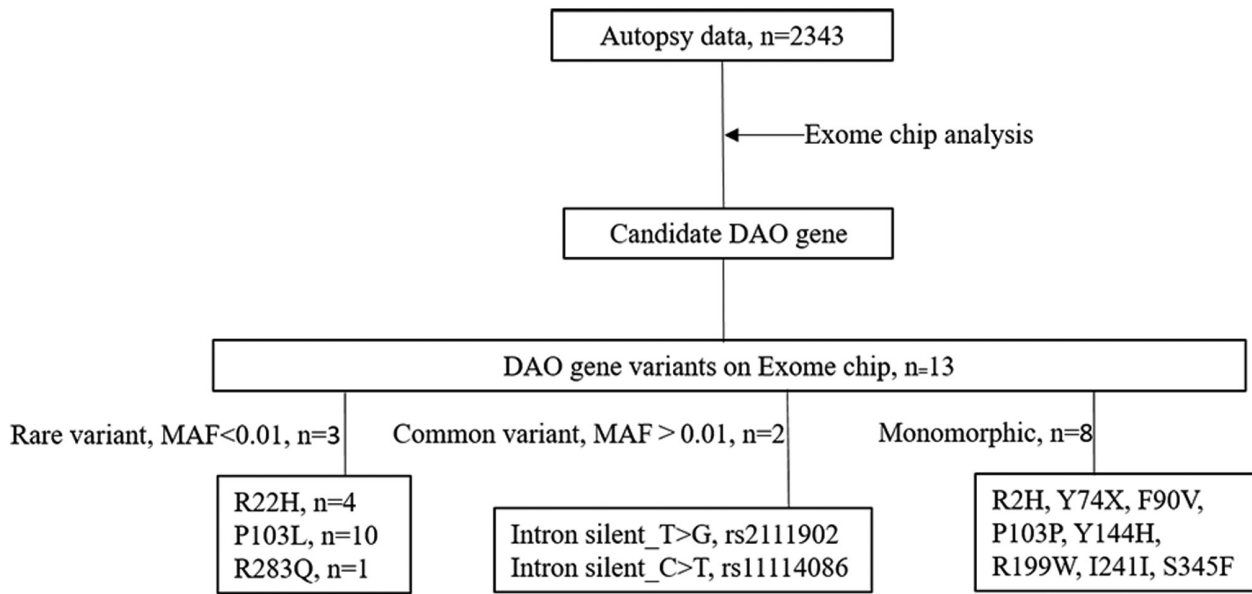 Autopsy data, n=2343
Exome chip analysis
Candidate DAO gene
DAO gene variants on Exome chip, n=13
Rare variant, MAF<0.01, n=3
Common variant, MAF > 0.01, n=2
Monomorphic, n=8
R22H, n=4
P103L, n=10
R283Q, n=1
Intron silent_T>G, rs2111902
Intron silent_C>T, rs11114086
R2H, Y74X, F90V,
P103P, Y144H,
R199W, I241I, S345F